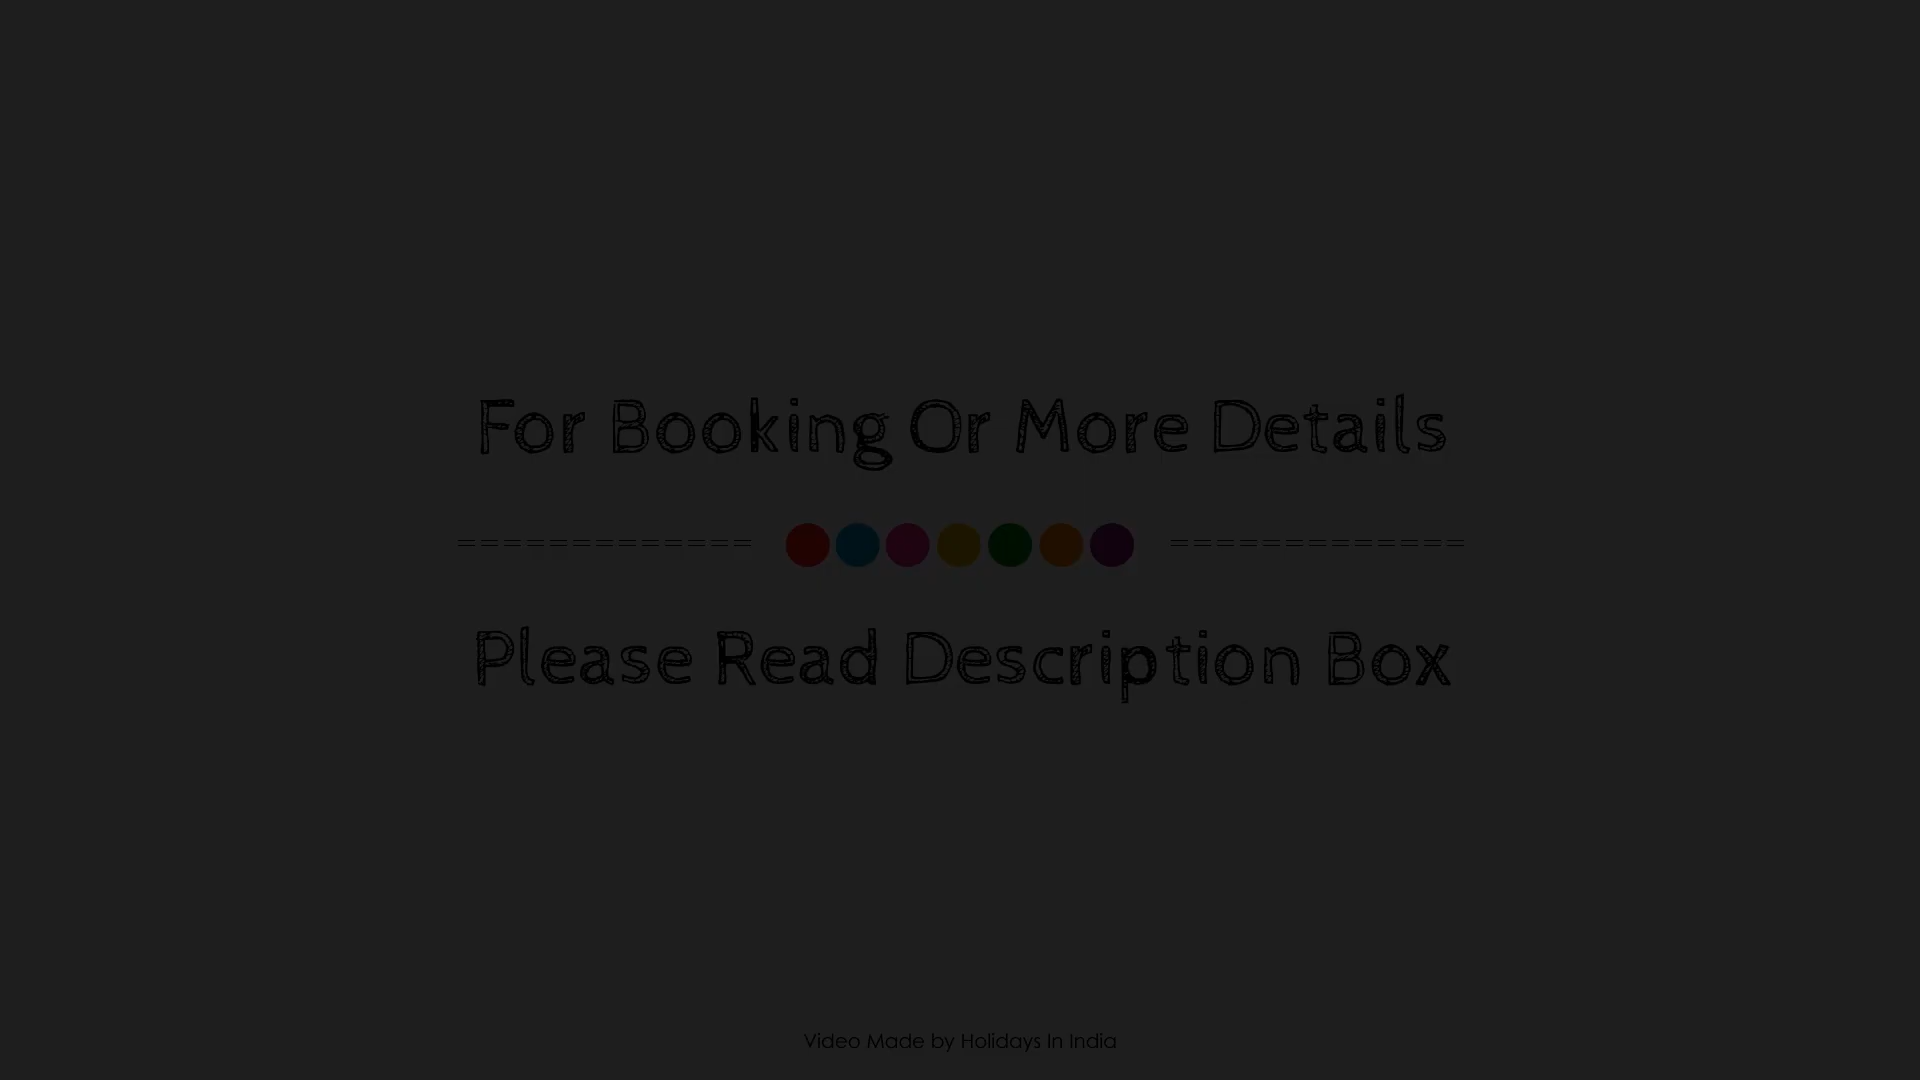 For Booking Or More Details
============= =============
Please Read Description Box
Video Made by Holidays In India